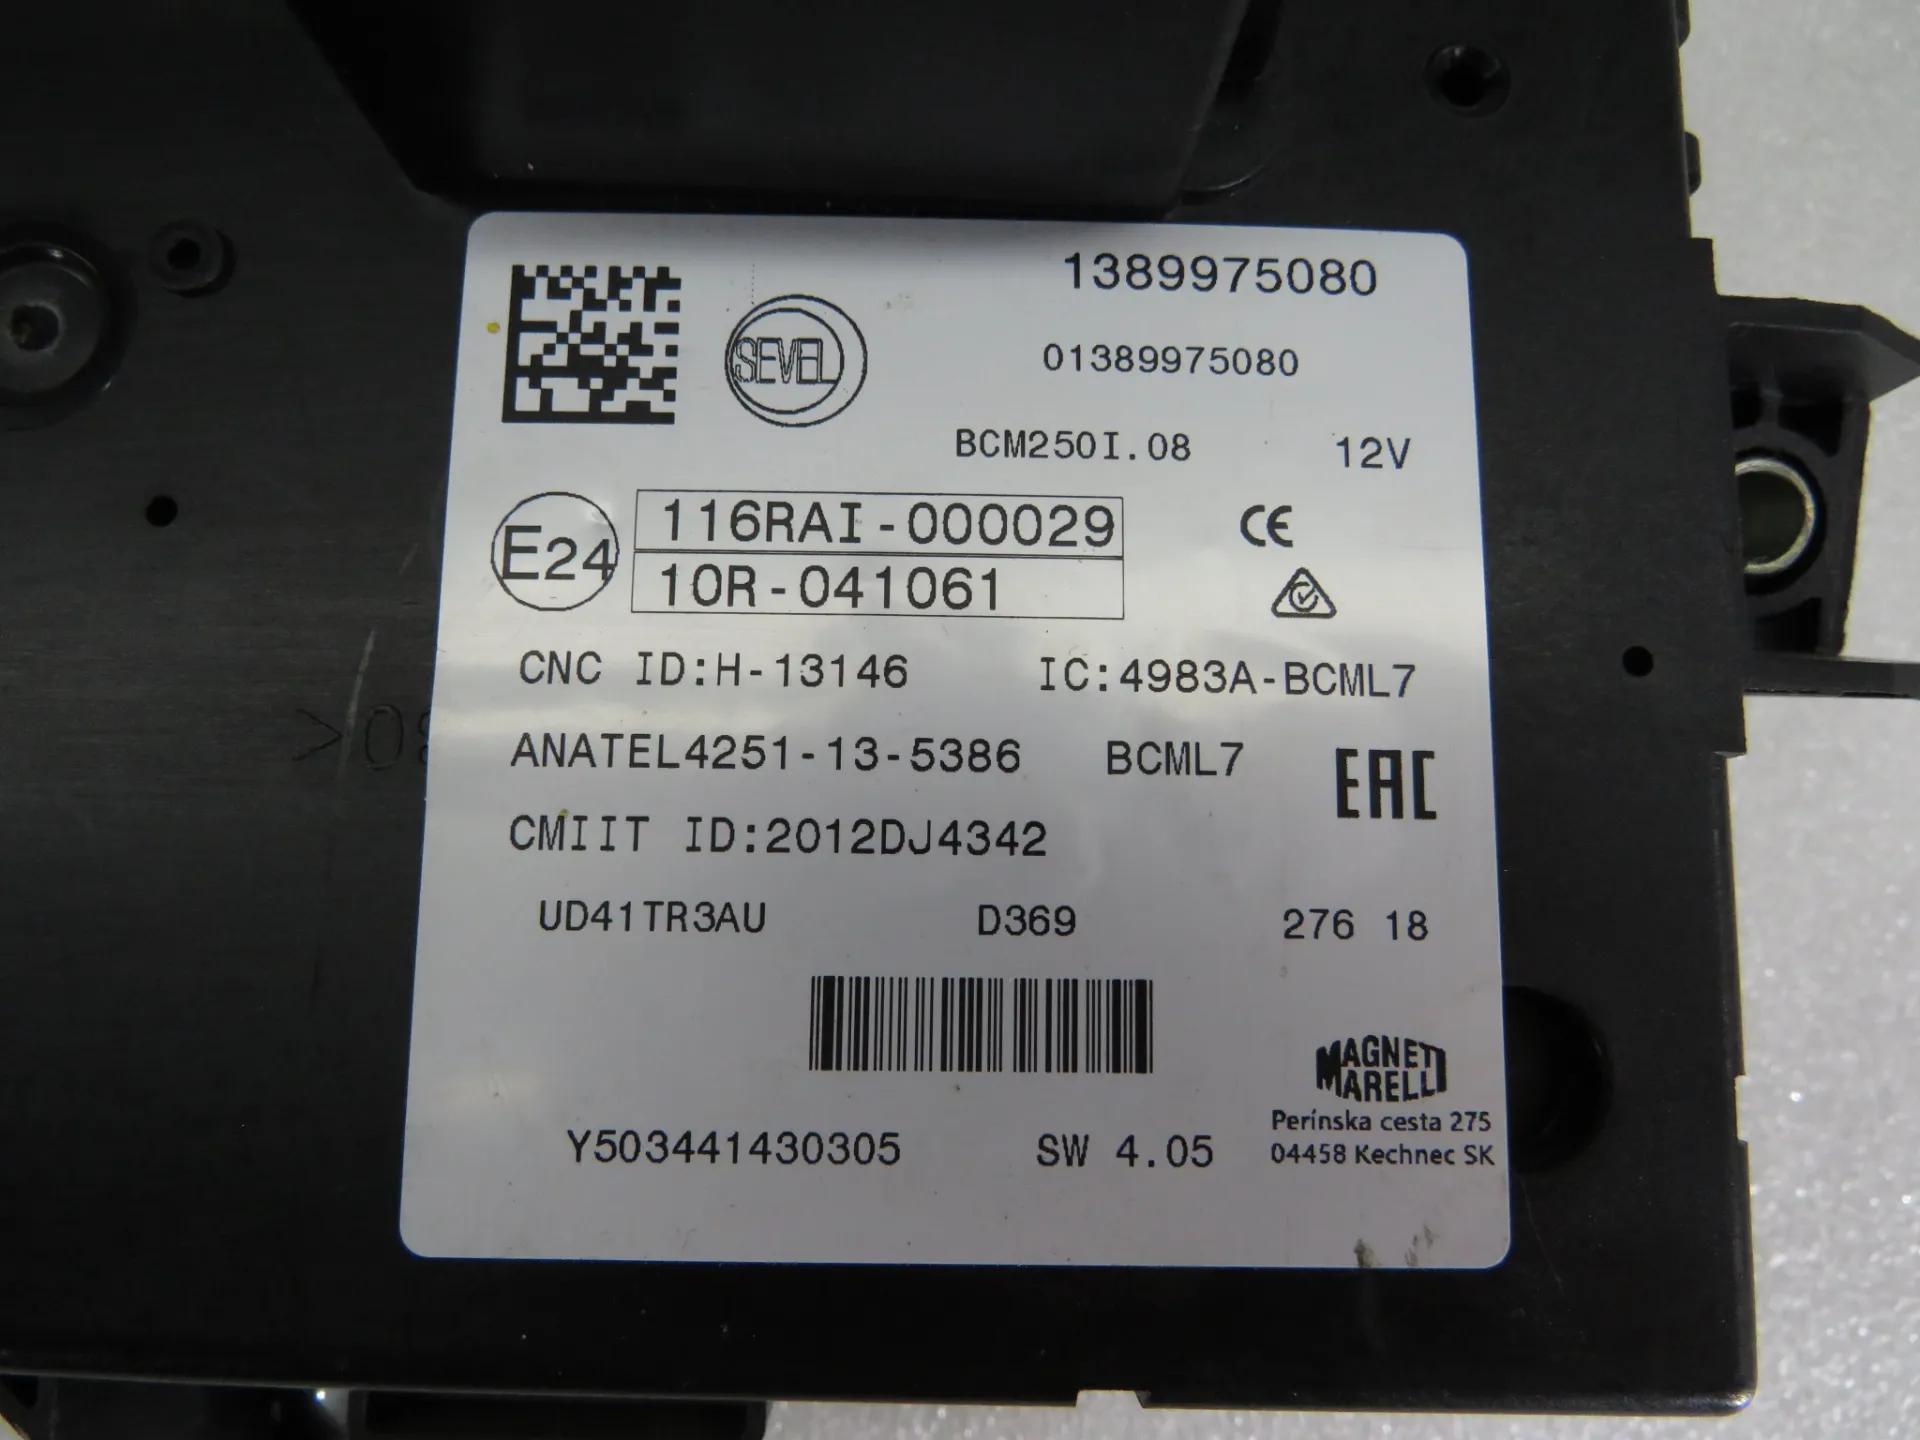 1389975080
SEVEL
01389975080
BCM250I.08 12V
E24
116RAI-000029
CE
10R-041061
CNC ID:H-13146 IC:4983A-BCML7
ANATEL4251-13-5386 BCML7
EAC
CMIIT ID:2012DJ4342
UD41TR3AU D369 276 18
MAGNETI
MARELLI
Perínska cesta 275
Y503441430305 SW 4.05
04458 Kechnec SK